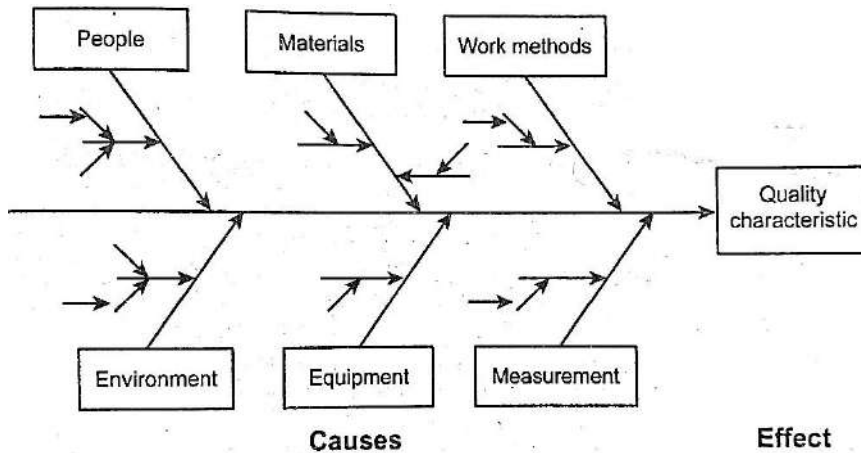 People
Materials
Work methods
Quality
characteristic
Environment
Equipment
Measurement
Causes
Effect